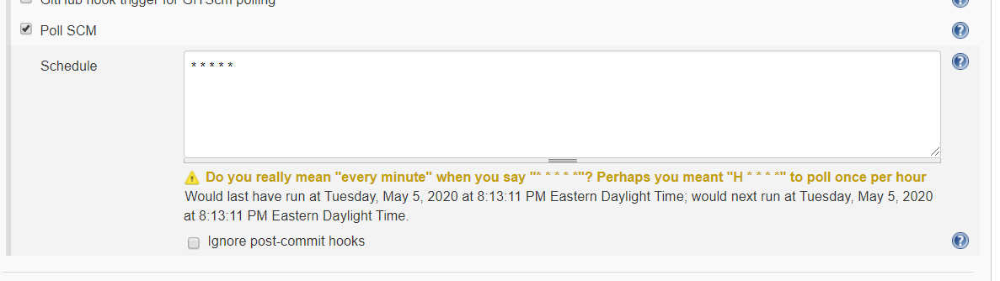 GitHub hook trigger for GITScm polling
Poll SCM
Schedule
* * * * *
Do you really mean "every minute" when you say "* * * * *"? Perhaps you meant "H * * * *" to poll once per hour
Would last have run at Tuesday, May 5, 2020 at 8:13:11 PM Eastern Daylight Time; would next run at Tuesday, May 5, 2020
at 8:13:11 PM Eastern Daylight Time.
Ignore post-commit hooks